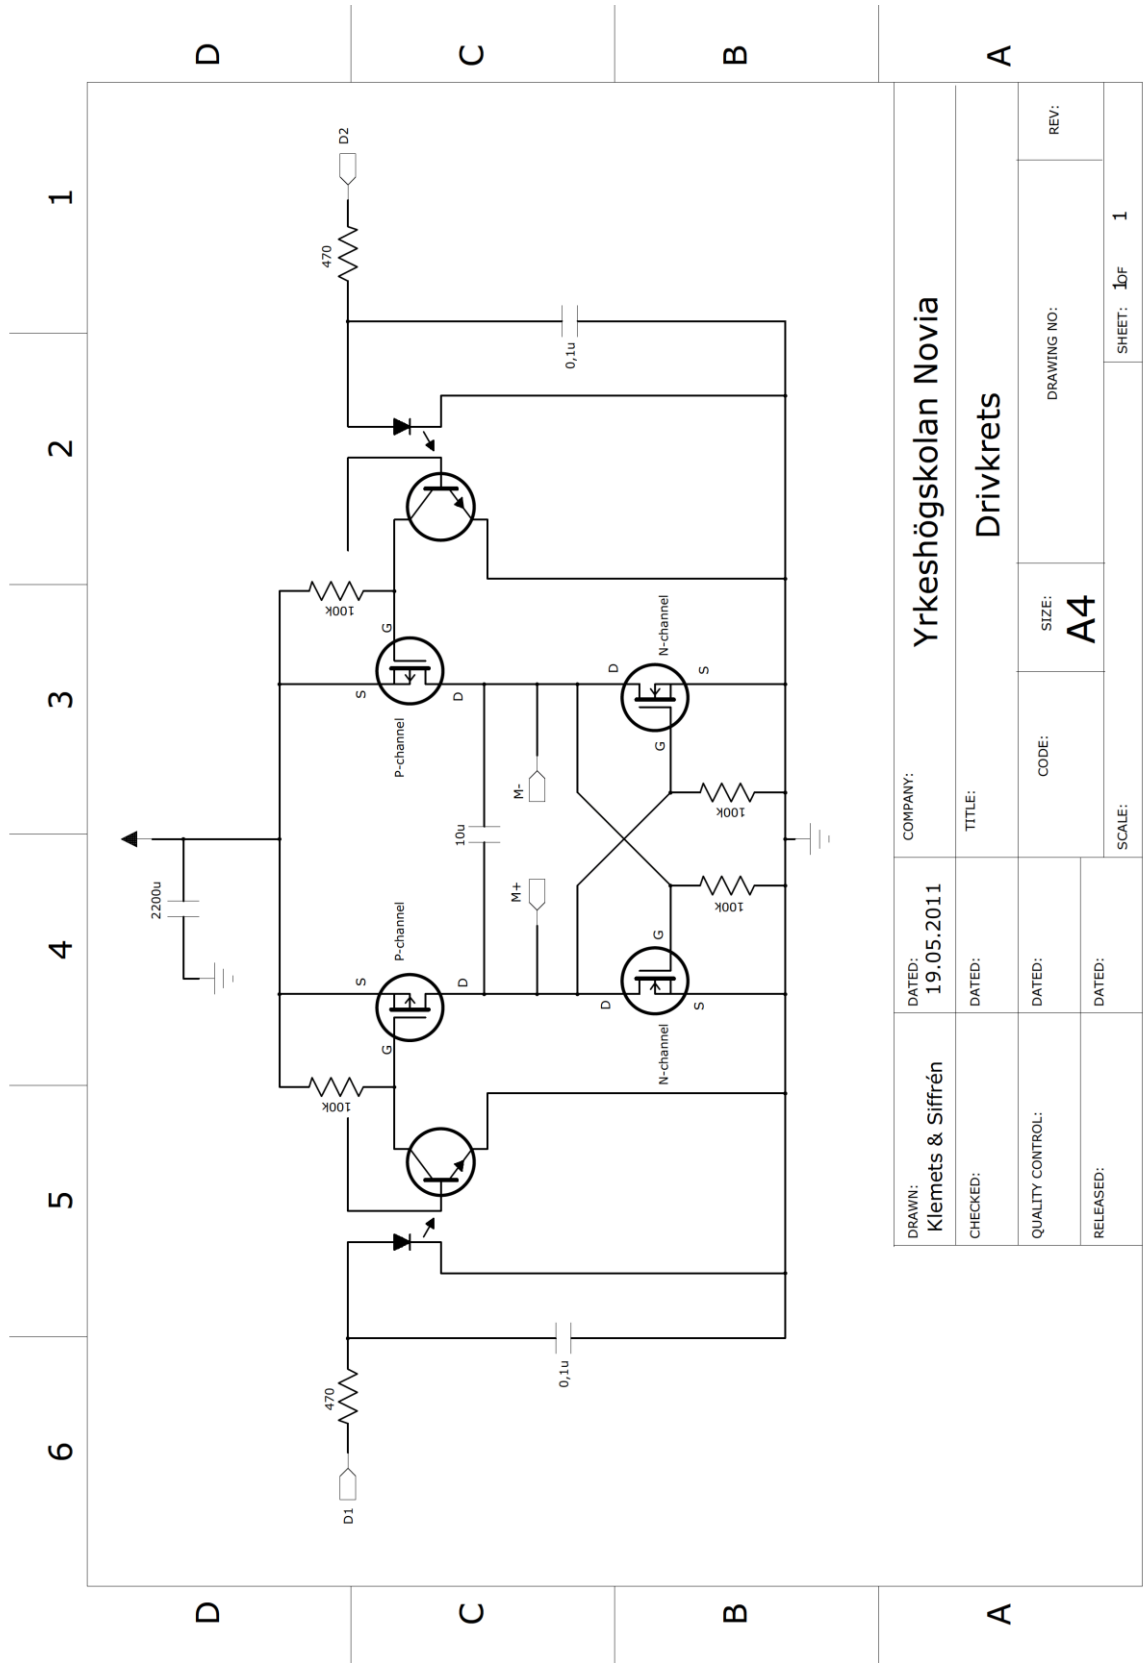 6
5
4
3
2
1
D
C
B
A
D
C
B
A
2200u
D1
470
0,1u
100k
G
S
D
P-channel
10u
M+
M-
P-channel
S
D
G
100k
470
D2
0,1u
N-channel
D
G
S
100k
100k
G
D
S
N-channel
DRAWN:
Klemets & Siffrén
DATED:
19.05.2011
CHECKED:
DATED:
QUALITY CONTROL:
DATED:
RELEASED:
DATED:
COMPANY:
Yrkeshögskolan Novia
TITLE:
Drivkrets
CODE:
SIZE:
A4
DRAWING NO:
REV:
SCALE:
SHEET: 1OF 1